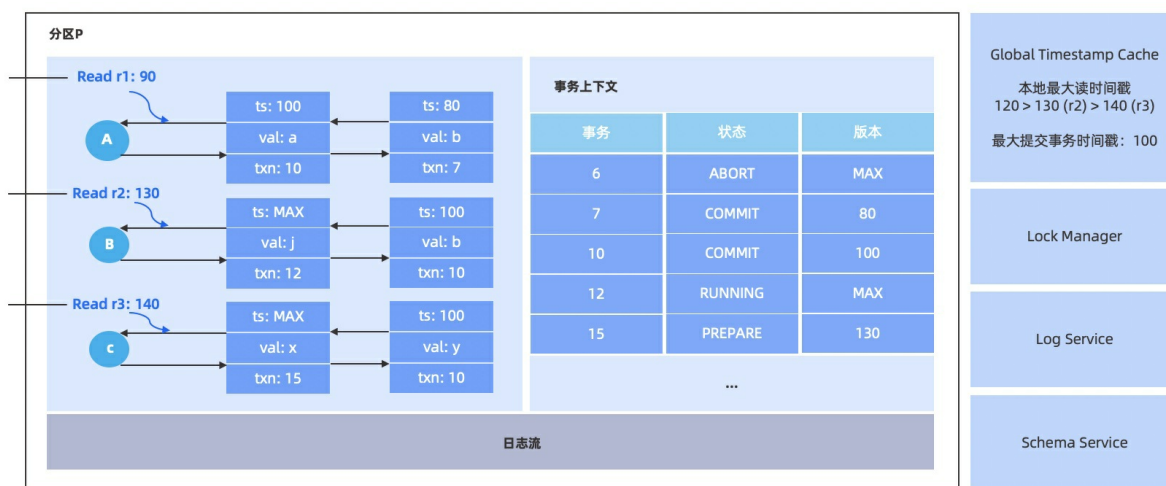 分区P
Read r1: 90
A
ts: 100
val: a
txn: 10
ts: 80
val: b
txn: 7
Read r2: 130
B
ts: MAX
val: j
txn: 12
ts: 100
val: b
txn: 10
Read r3: 140
c
ts: MAX
val: x
txn: 15
ts: 100
val: y
txn: 10
事务上下文
事务 状态 版本
6 ABORT MAX
7 COMMIT 80
10 COMMIT 100
12 RUNNING MAX
15 PREPARE 130
...
日志流
Global Timestamp Cache
本地最大读时间戳
120 > 130 (r2) > 140 (r3)
最大提交事务时间戳：100
Lock Manager
Log Service
Schema Service